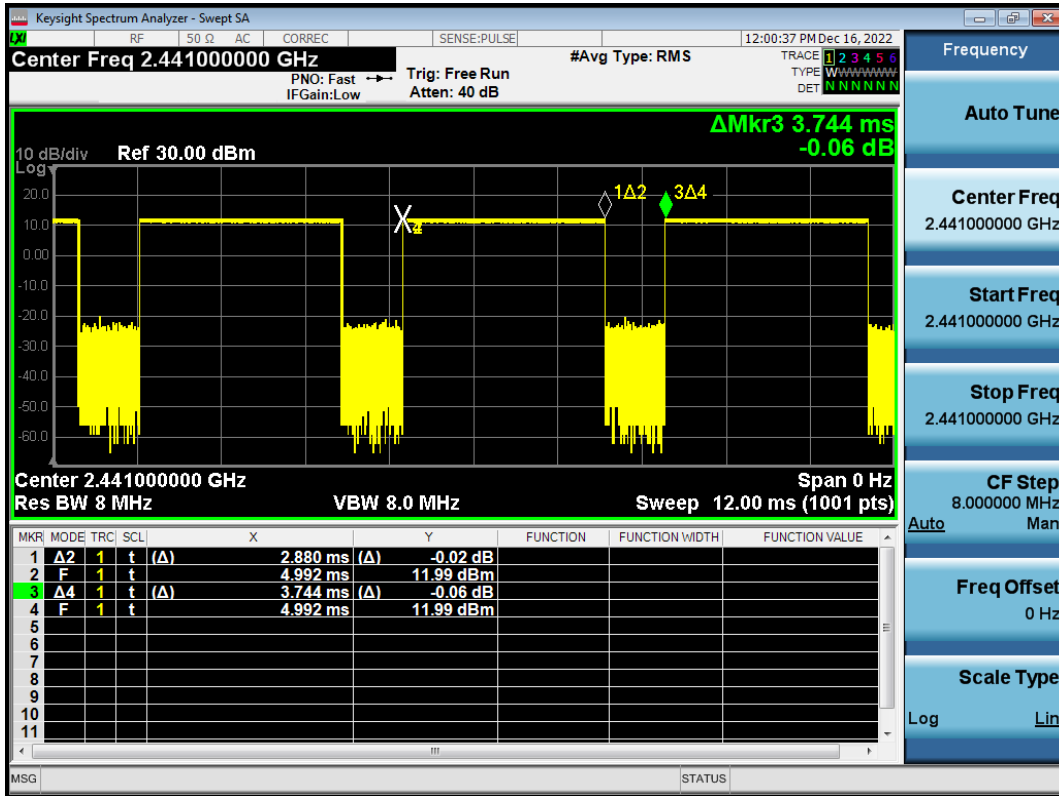 Keysight Spectrum Analyzer - Swept SA
LXI RF 50 Ω AC CORREC SENSE:PULSE 12:00:37 PM Dec 16, 2022
Center Freq 2.441000000 GHz #Avg Type: RMS TRACE 1 2 3 4 5 6
PNO: Fast Trig: Free Run TYPE WWWWWW
IFGain:Low Atten: 40 dB DET N N N N N N
ΔMkr3 3.744 ms
-0.06 dB
10 dB/div Ref 30.00 dBm
Log
20.0
10.0
0.00
-10.0
-20.0
-30.0
-40.0
-50.0
-60.0
4
1Δ2
3Δ4
Center 2.441000000 GHz Span 0 Hz
Res BW 8 MHz VBW 8.0 MHz Sweep 12.00 ms (1001 pts)
MKR MODE TRC SCL X Y FUNCTION FUNCTION WIDTH FUNCTION VALUE
1 Δ2 1 t (Δ) 2.880 ms (Δ) -0.02 dB
2 F 1 t 4.992 ms 11.99 dBm
3 Δ4 1 t (Δ) 3.744 ms (Δ) -0.06 dB
4 F 1 t 4.992 ms 11.99 dBm
5
6
7
8
9
10
11
MSG STATUS
Frequency
Auto Tune
Center Freq
2.441000000 GHz
Start Freq
2.441000000 GHz
Stop Freq
2.441000000 GHz
CF Step
8.000000 MHz
Auto Man
Freq Offset
0 Hz
Scale Type
Log Lin